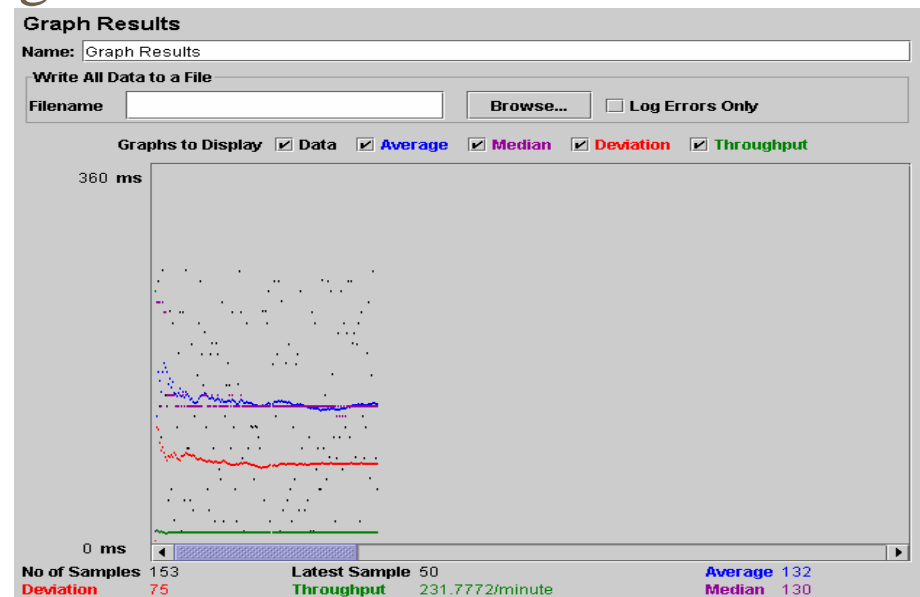 Graph Results
Name: Graph Results
Write All Data to a File
Filename Browse... Log Errors Only
Graphs to Display Data Average Median Deviation Throughput
360 ms
0 ms
No of Samples 153 Latest Sample 50 Average 132
Deviation 75 Throughput 231.7772/minute Median 130